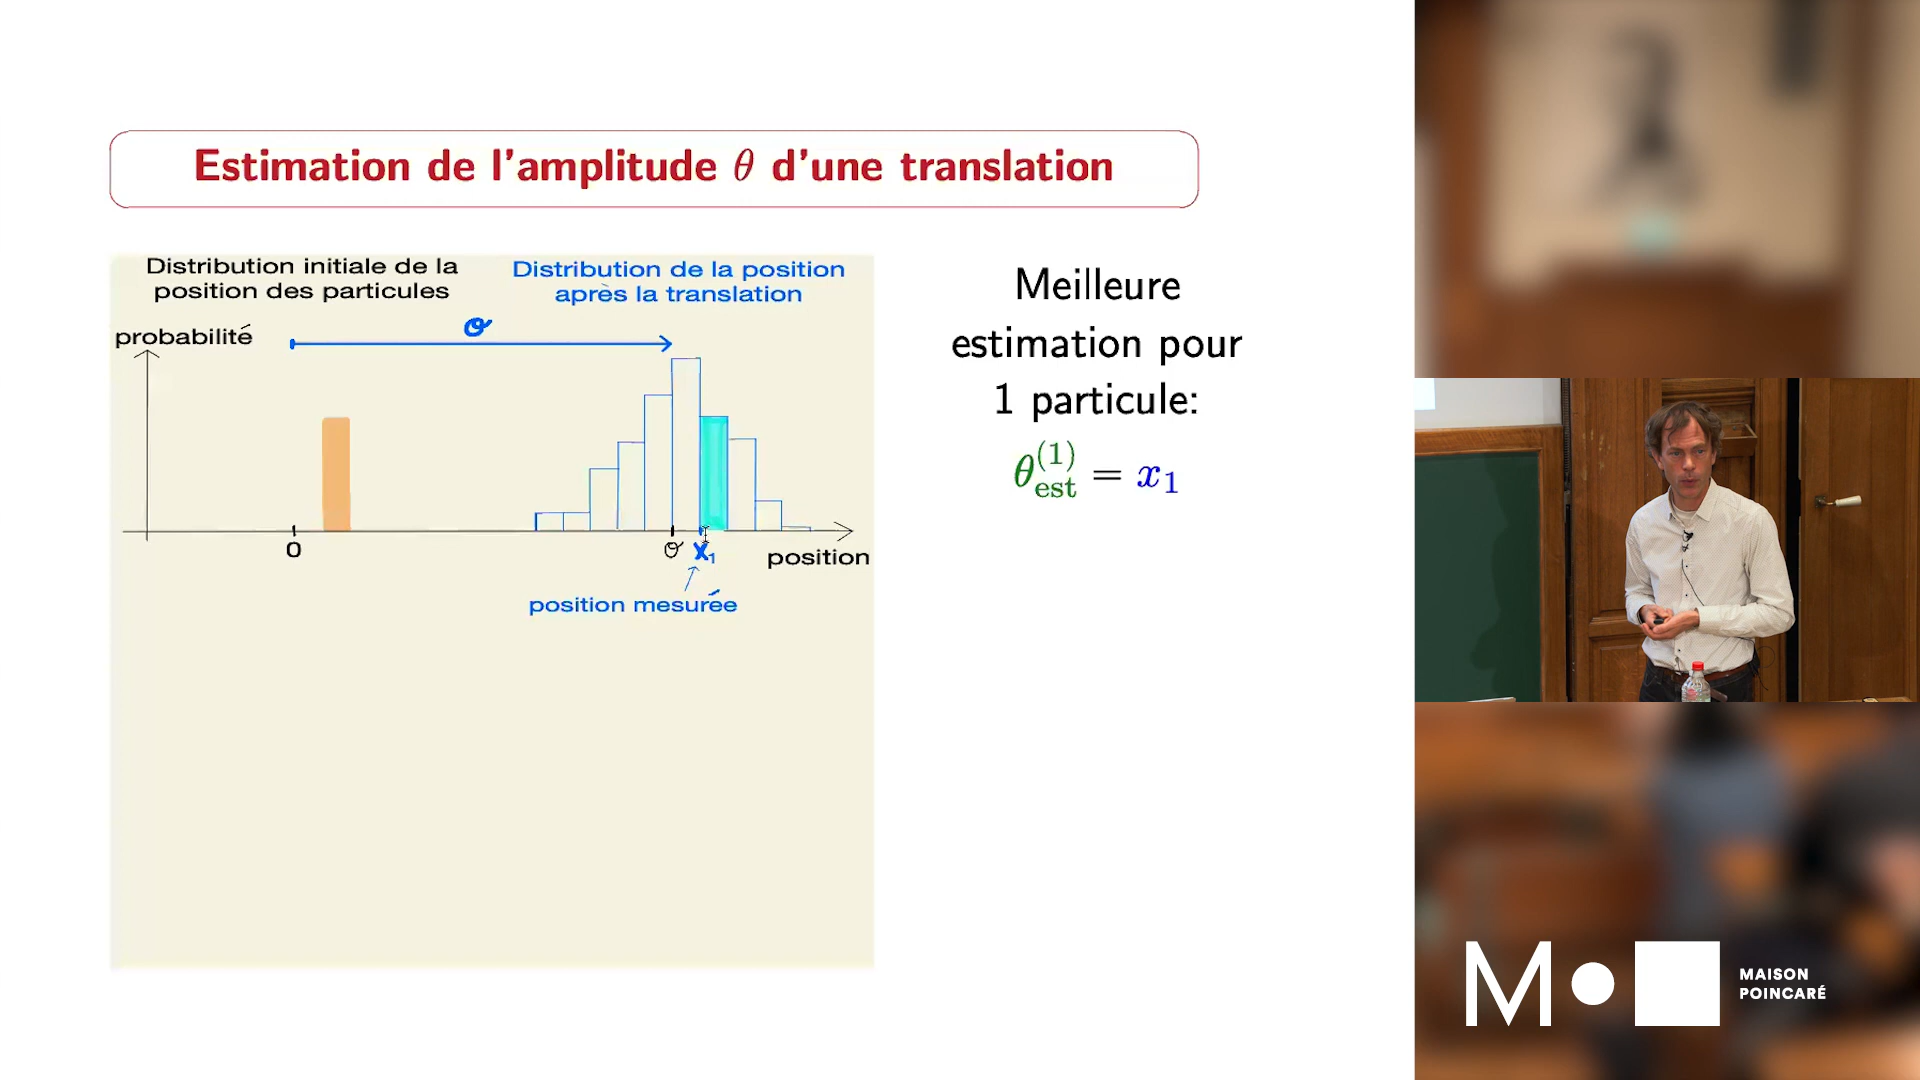 Estimation de l'amplitude θ d'une translation
Distribution initiale de la
position des particules
Distribution de la position
après la translation
probabilité
θ
0
θ
x₁
position
position mesurée
Meilleure
estimation pour
1 particule:
θ_est^(1) = x₁
M
MAISON
POINCARÉ